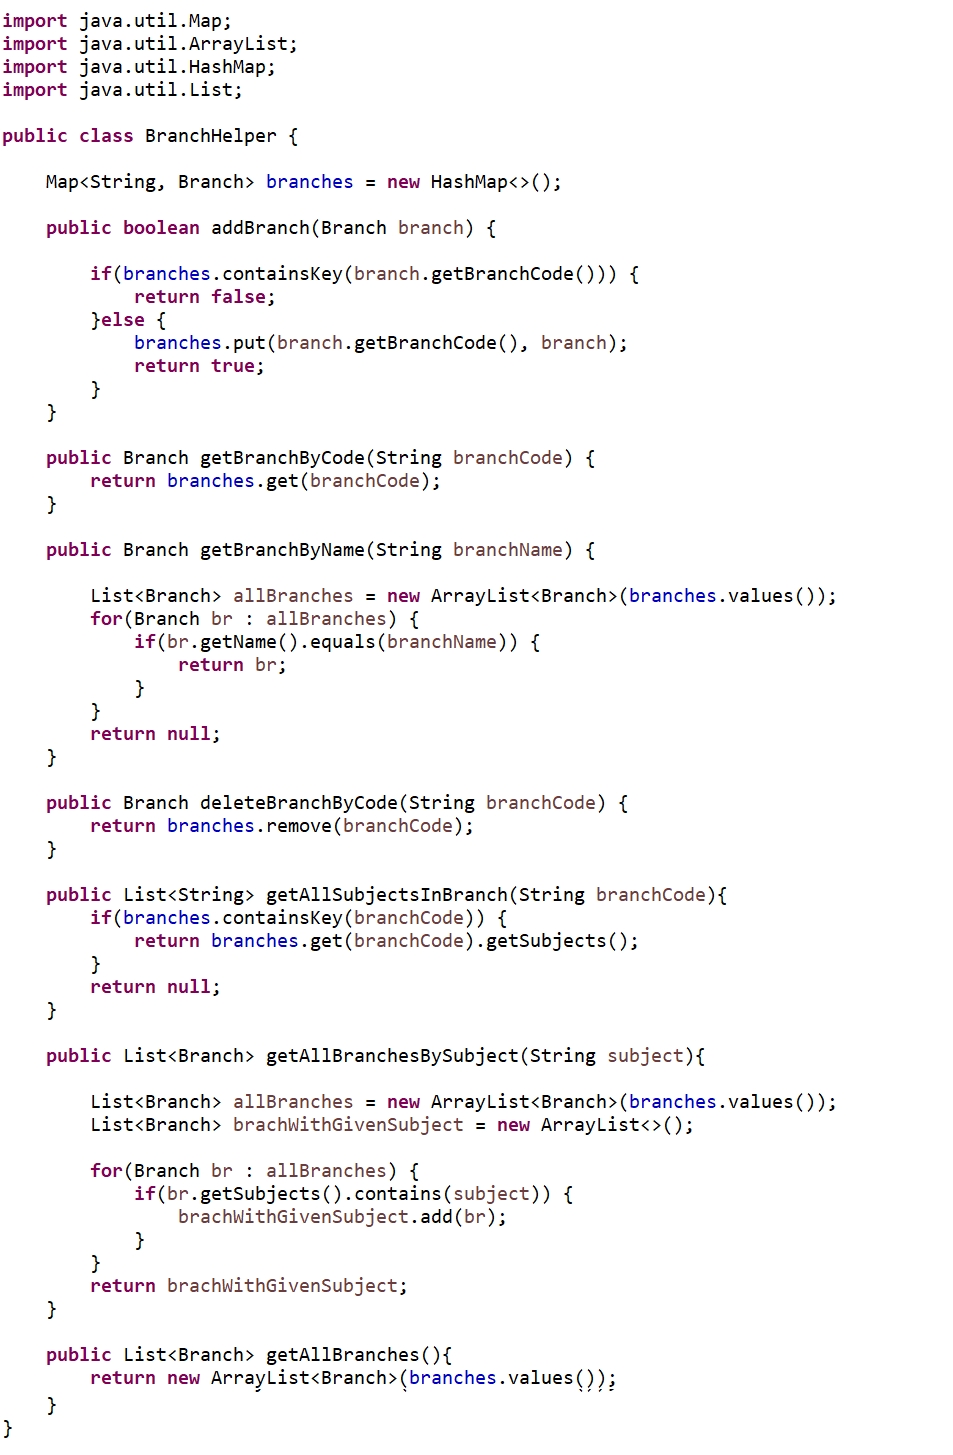 import java.util.Map;
import java.util.ArrayList;
import java.util.HashMap;
import java.util.List;

public class BranchHelper {

    Map<String, Branch> branches = new HashMap<>();

    public boolean addBranch(Branch branch) {

        if(branches.containsKey(branch.getBranchCode())) {
            return false;
        }else {
            branches.put(branch.getBranchCode(), branch);
            return true;
        }
    }

    public Branch getBranchByCode(String branchCode) {
        return branches.get(branchCode);
    }

    public Branch getBranchByName(String branchName) {

        List<Branch> allBranches = new ArrayList<Branch>(branches.values());
        for(Branch br : allBranches) {
            if(br.getName().equals(branchName)) {
                return br;
            }
        }
        return null;
    }

    public Branch deleteBranchByCode(String branchCode) {
        return branches.remove(branchCode);
    }

    public List<String> getAllSubjectsInBranch(String branchCode){
        if(branches.containsKey(branchCode)) {
            return branches.get(branchCode).getSubjects();
        }
        return null;
    }

    public List<Branch> getAllBranchesBySubject(String subject){

        List<Branch> allBranches = new ArrayList<Branch>(branches.values());
        List<Branch> brachWithGivenSubject = new ArrayList<>();

        for(Branch br : allBranches) {
            if(br.getSubjects().contains(subject)) {
                brachWithGivenSubject.add(br);
            }
        }
        return brachWithGivenSubject;
    }

    public List<Branch> getAllBranches(){
        return new ArrayList<Branch>(branches.values());
    }
}